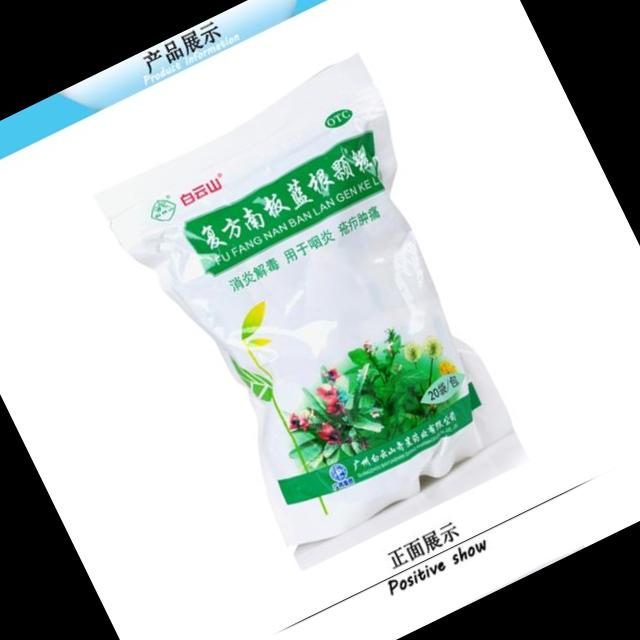 产品展示
Product Information
OTC
白云山®
复方南板蓝根颗粒
FU FANG NAN BAN LAN GEN KE LI
消炎解毒 用于咽炎 疮疖肿痛
20袋/包
广州白云山奇星药业有限公司
正面展示
Positive show